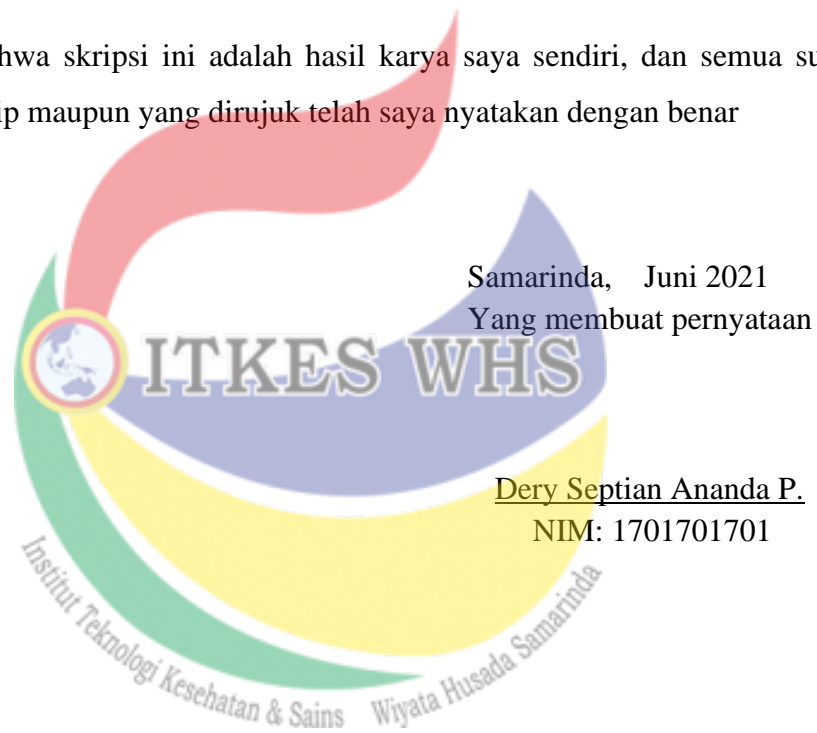 hwa skripsi ini adalah hasil karya saya sendiri, dan semua su
ip maupun yang dirujuk telah saya nyatakan dengan benar
Samarinda, Juni 2021
Yang membuat pernyataan
ITKES WHS
Dery Septian Ananda P.
NIM: 1701701701
Institut Teknologi Kesehatan & Sains Wiyata Husada Samarinda